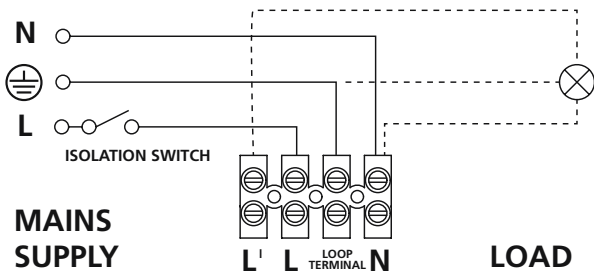 N
L
ISOLATION SWITCH
MAINS
SUPPLY
L' L LOOP TERMINAL N
LOAD